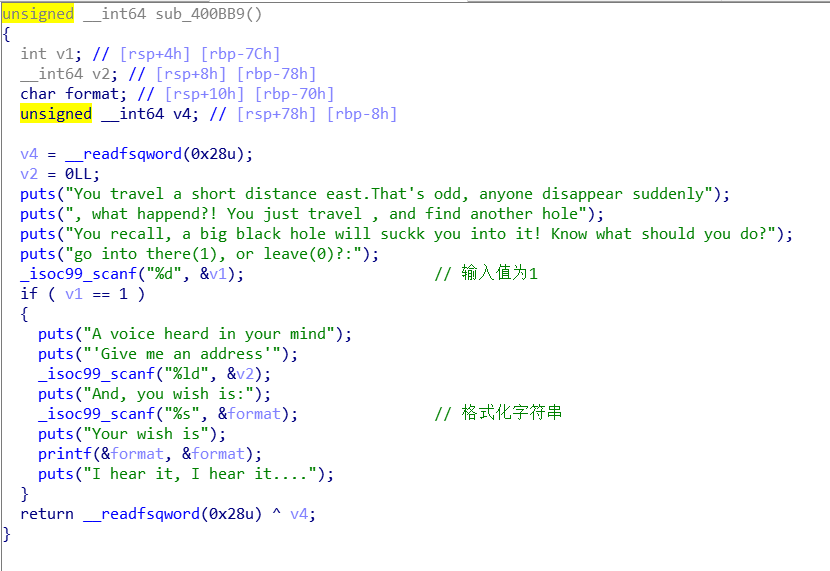 unsigned __int64 sub_400BB9()
{
  int v1; // [rsp+4h] [rbp-7Ch]
  __int64 v2; // [rsp+8h] [rbp-78h]
  char format; // [rsp+10h] [rbp-70h]
  unsigned __int64 v4; // [rsp+78h] [rbp-8h]

  v4 = __readfsqword(0x28u);
  v2 = 0LL;
  puts("You travel a short distance east.That's odd, anyone disappear suddenly");
  puts(", what happend?! You just travel , and find another hole");
  puts("You recall, a big black hole will suckk you into it! Know what should you do?");
  puts("go into there(1), or leave(0)?:");
  _isoc99_scanf("%d", &v1);                // 输入值为1
  if ( v1 == 1 )
  {
    puts("A voice heard in your mind");
    puts("'Give me an address'");
    _isoc99_scanf("%ld", &v2);
    puts("And, you wish is:");
    _isoc99_scanf("%s", &format);          // 格式化字符串
    puts("Your wish is");
    printf(&format, &format);
    puts("I hear it, I hear it....");
  }
  return __readfsqword(0x28u) ^ v4;
}